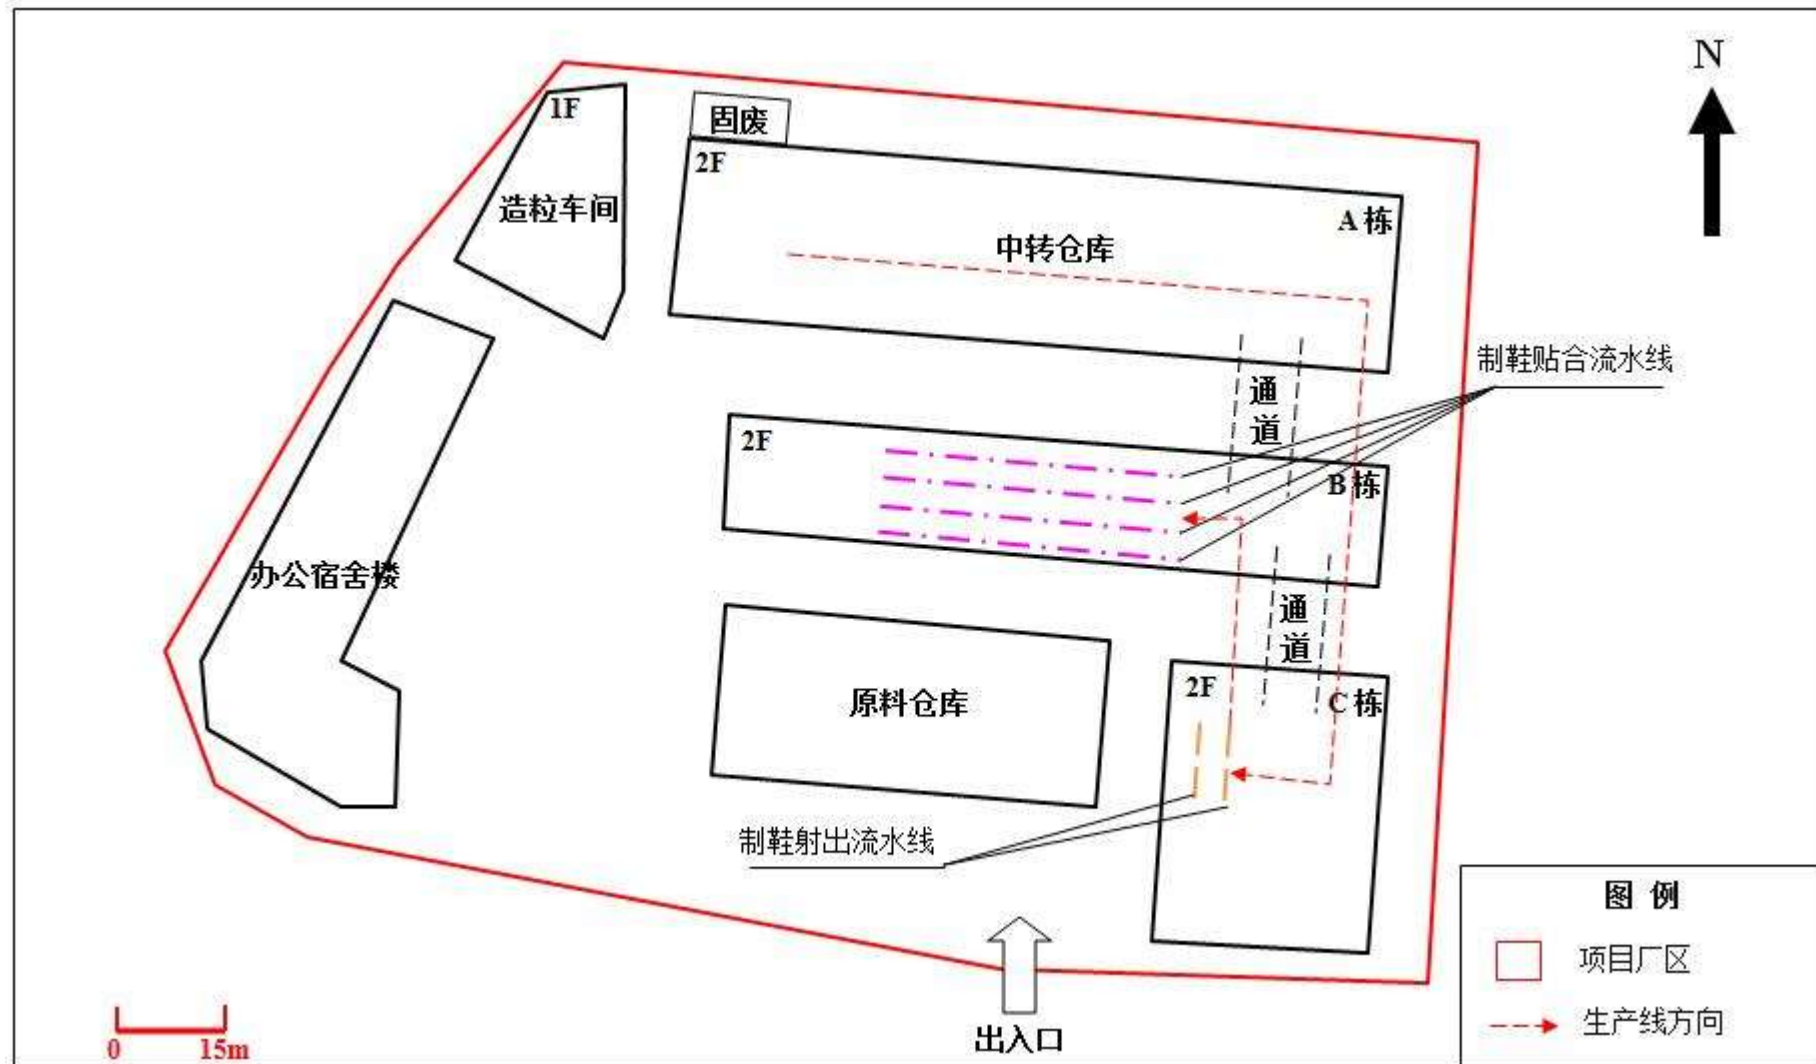 N
1F
固废
2F
造粒车间
A栋
中转仓库
制鞋贴合流水线
通
道
2F
B栋
办公宿舍楼
通
道
2F
C栋
原料仓库
制鞋射出流水线
图 例
项目厂区
生产线方向
出入口
0 15m